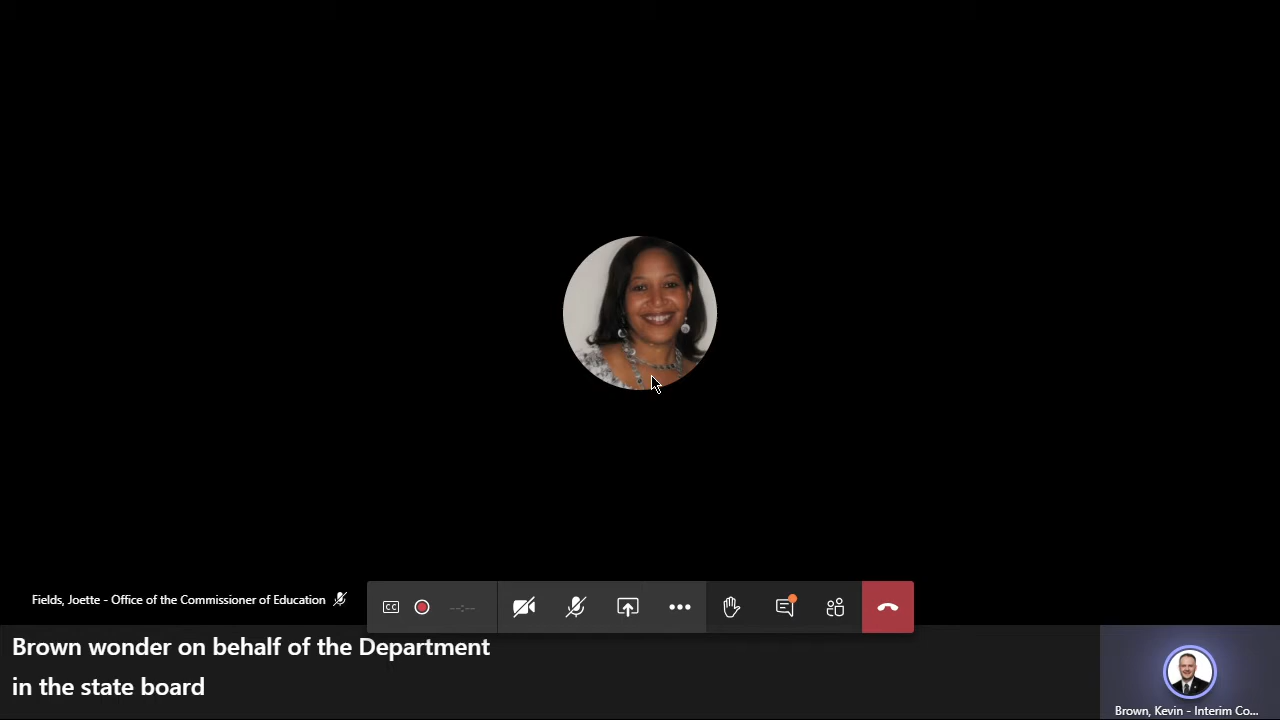 Fields, Joette - Office of the Commissioner of Education
CC
--:--
Brown wonder on behalf of the Department
in the state board
Brown, Kevin - Interim Co...